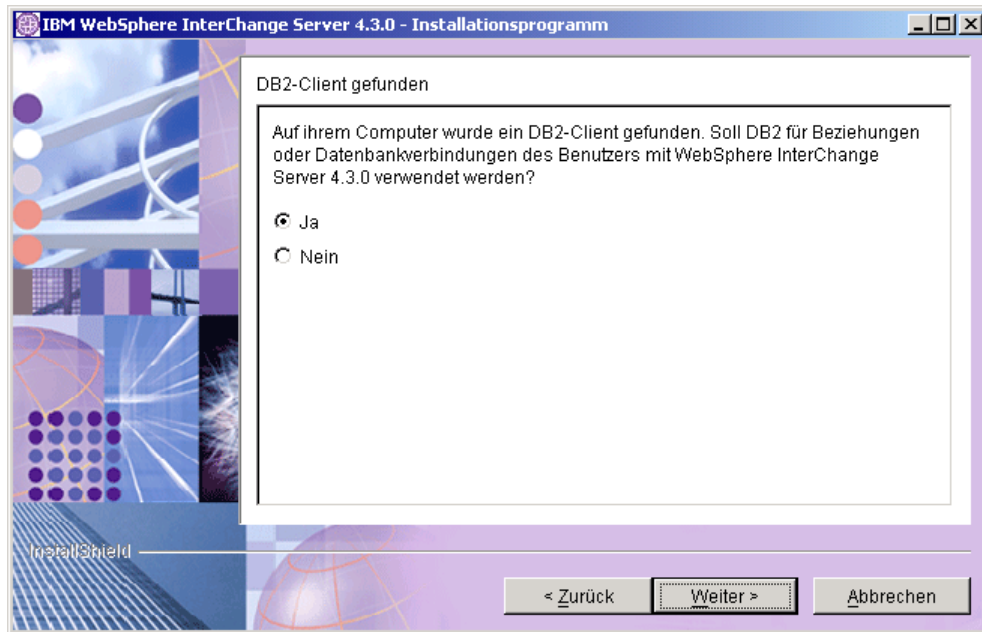 IBM WebSphere InterChange Server 4.3.0 - Installationsprogramm
DB2-Client gefunden
Auf ihrem Computer wurde ein DB2-Client gefunden. Soll DB2 für Beziehungen
oder Datenbankverbindungen des Benutzers mit WebSphere InterChange
Server 4.3.0 verwendet werden?
Ja
Nein
InstallShield
< Zurück
Weiter >
Abbrechen